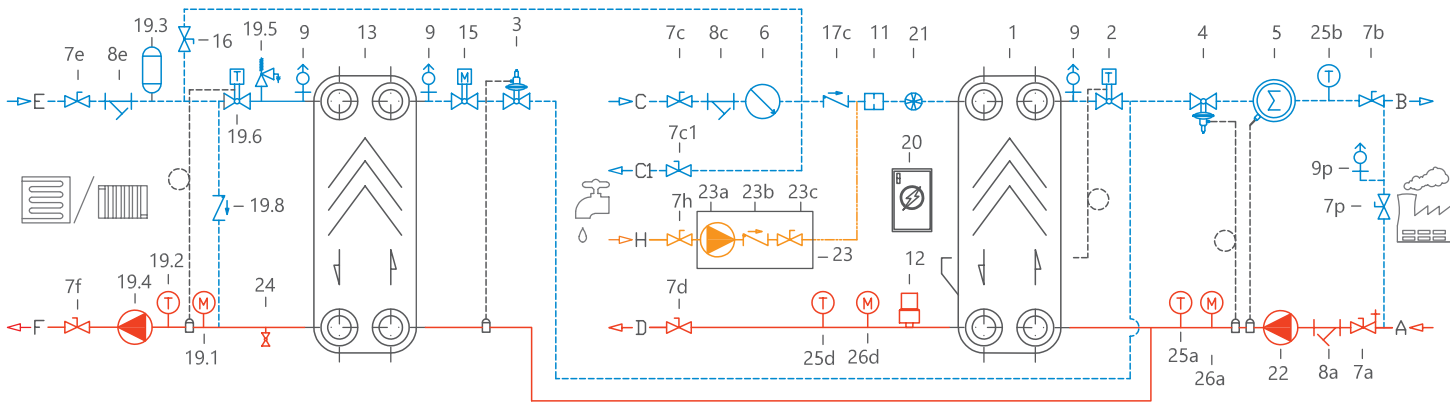 19.3
7e 8e 16 19.5 9 13 9 15 3 7c 8c 6 17c 11 21 1 9 2 4 5 25b 7b
T M T T
E C Σ B
19.6
7c1 20 9p
C1
23a 23b 23c
7h
19.8 7p
H
23
19.2 24 12
7f 19.4 7d
T M T M T M
F D A
19.1 25d 26d 25a 26a 22 8a 7a